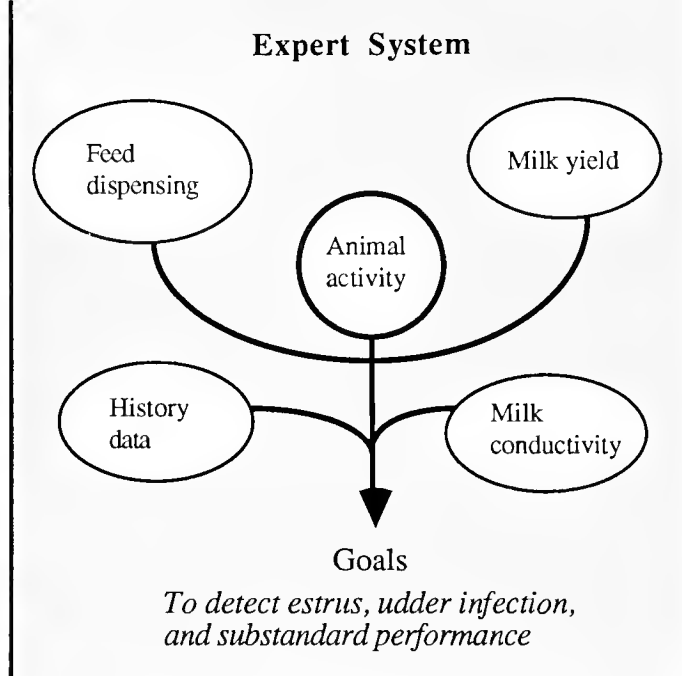 Expert System
Feed
dispensing
Milk yield
Animal
activity
History
data
Milk
conductivity
Goals
To detect estrus, udder infection,
and substandard performance